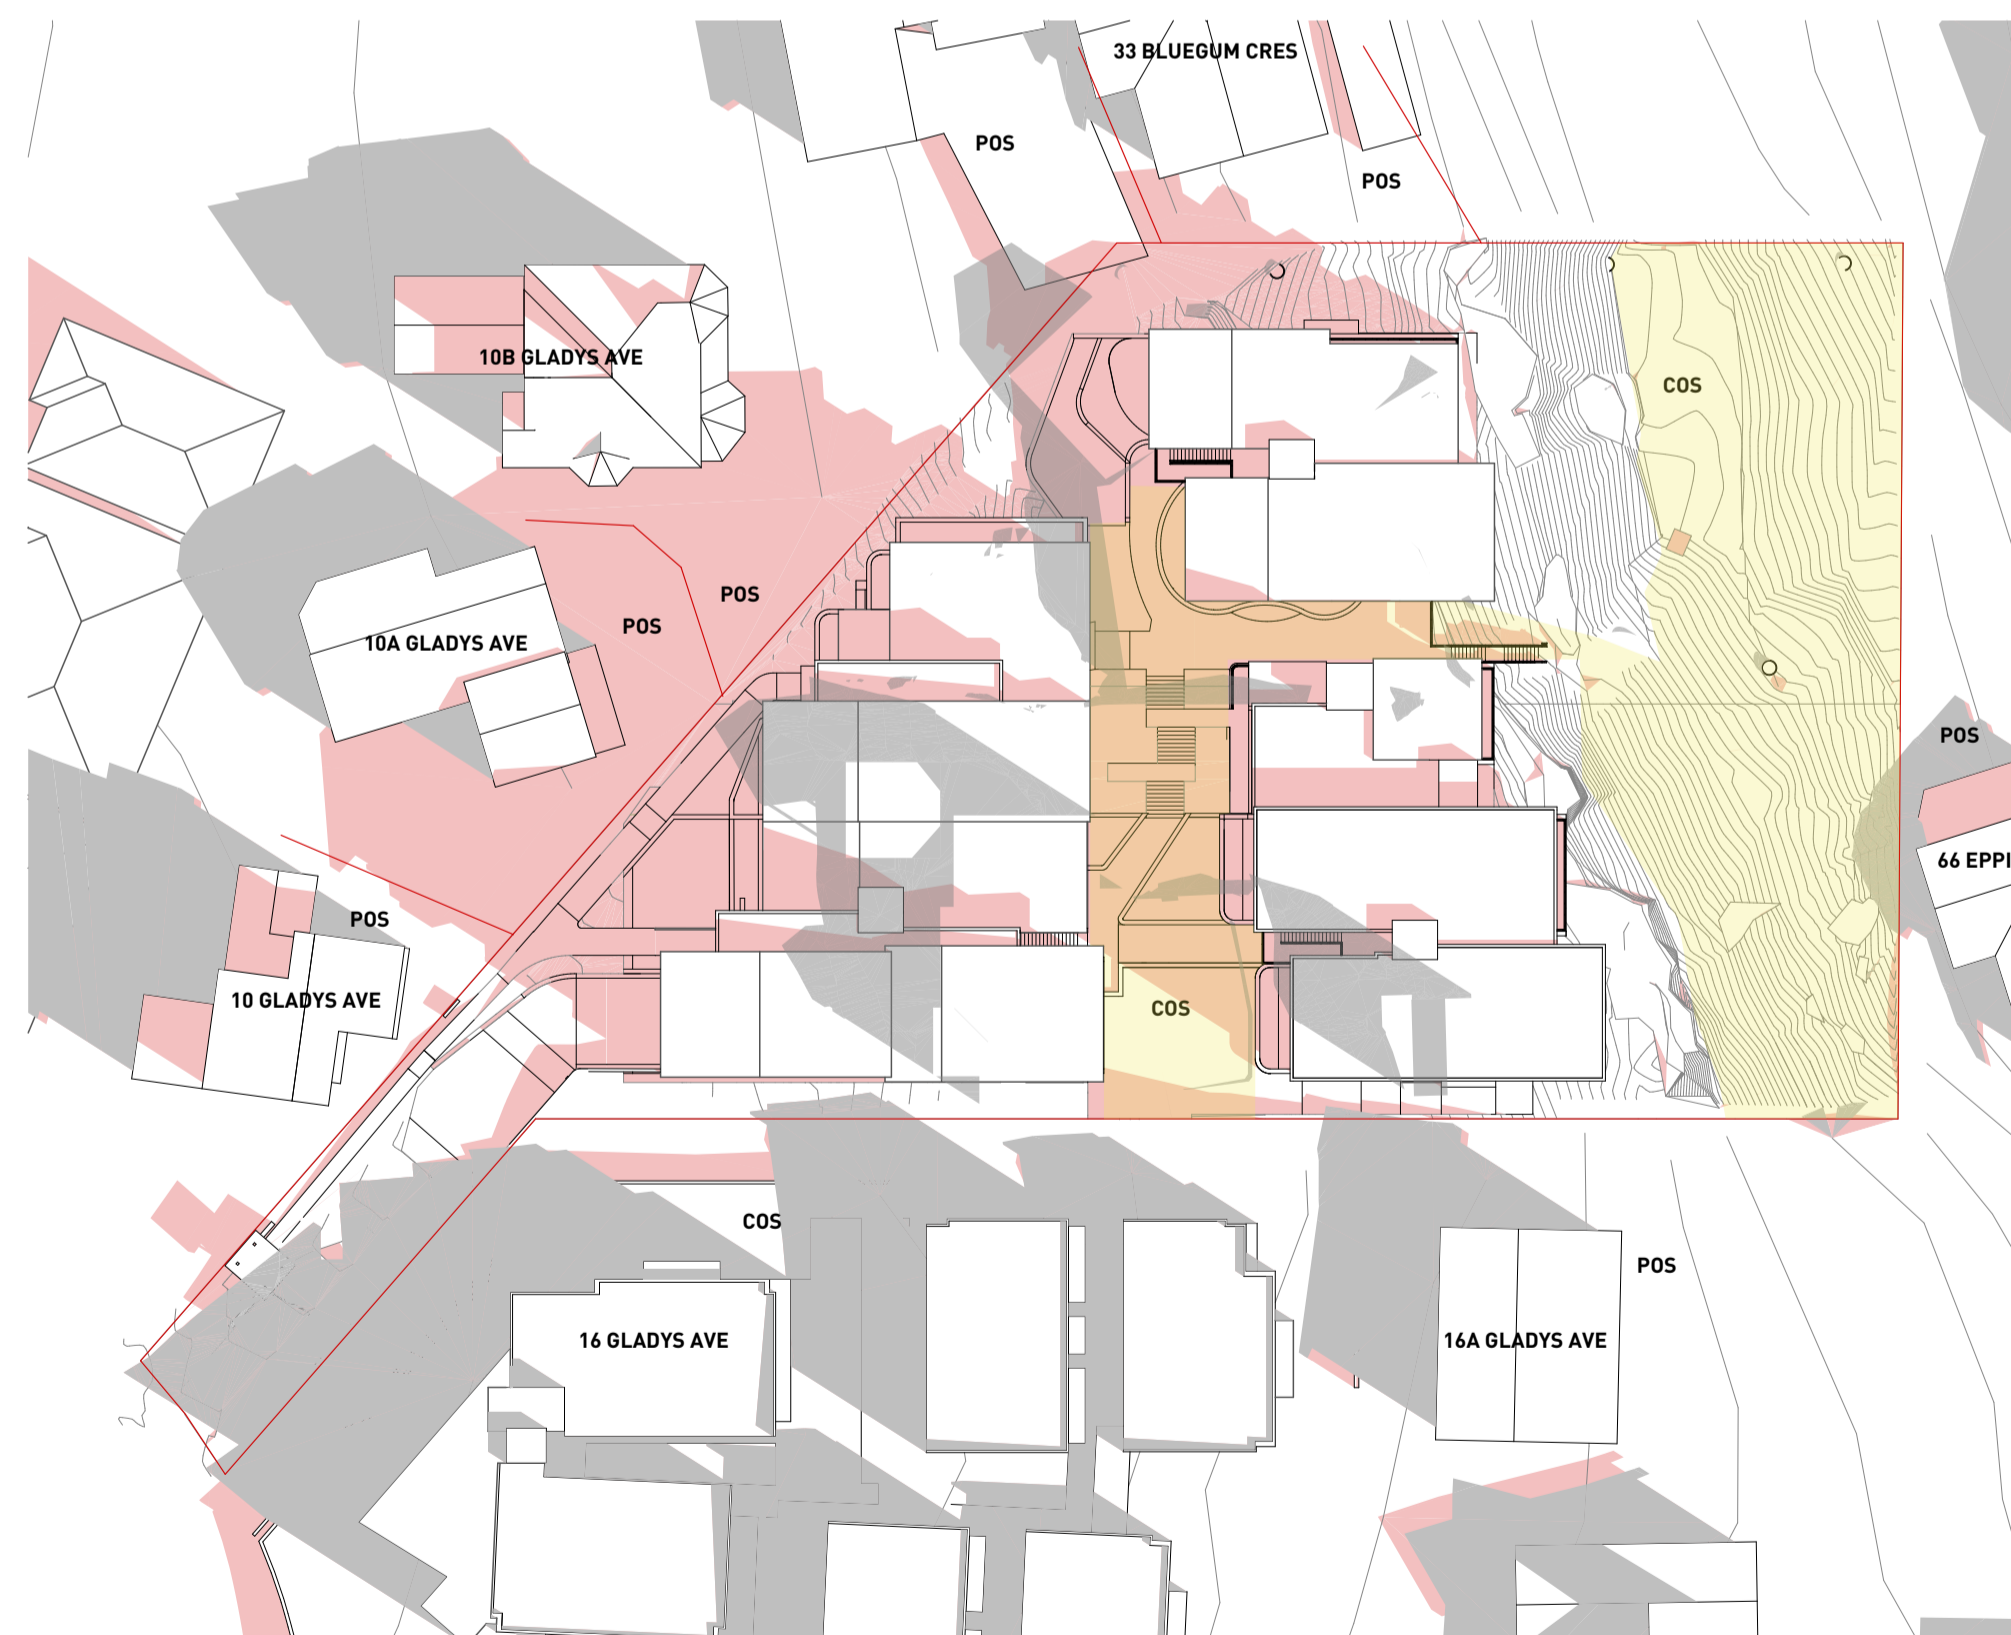 33 BLUEGUM CRES
POS
POS
10B GLADYS AVE
COS
POS
POS
10A GLADYS AVE
POS
66 EPPI
POS
10 GLADYS AVE
COS
COS
POS
16 GLADYS AVE
16A GLADYS AVE